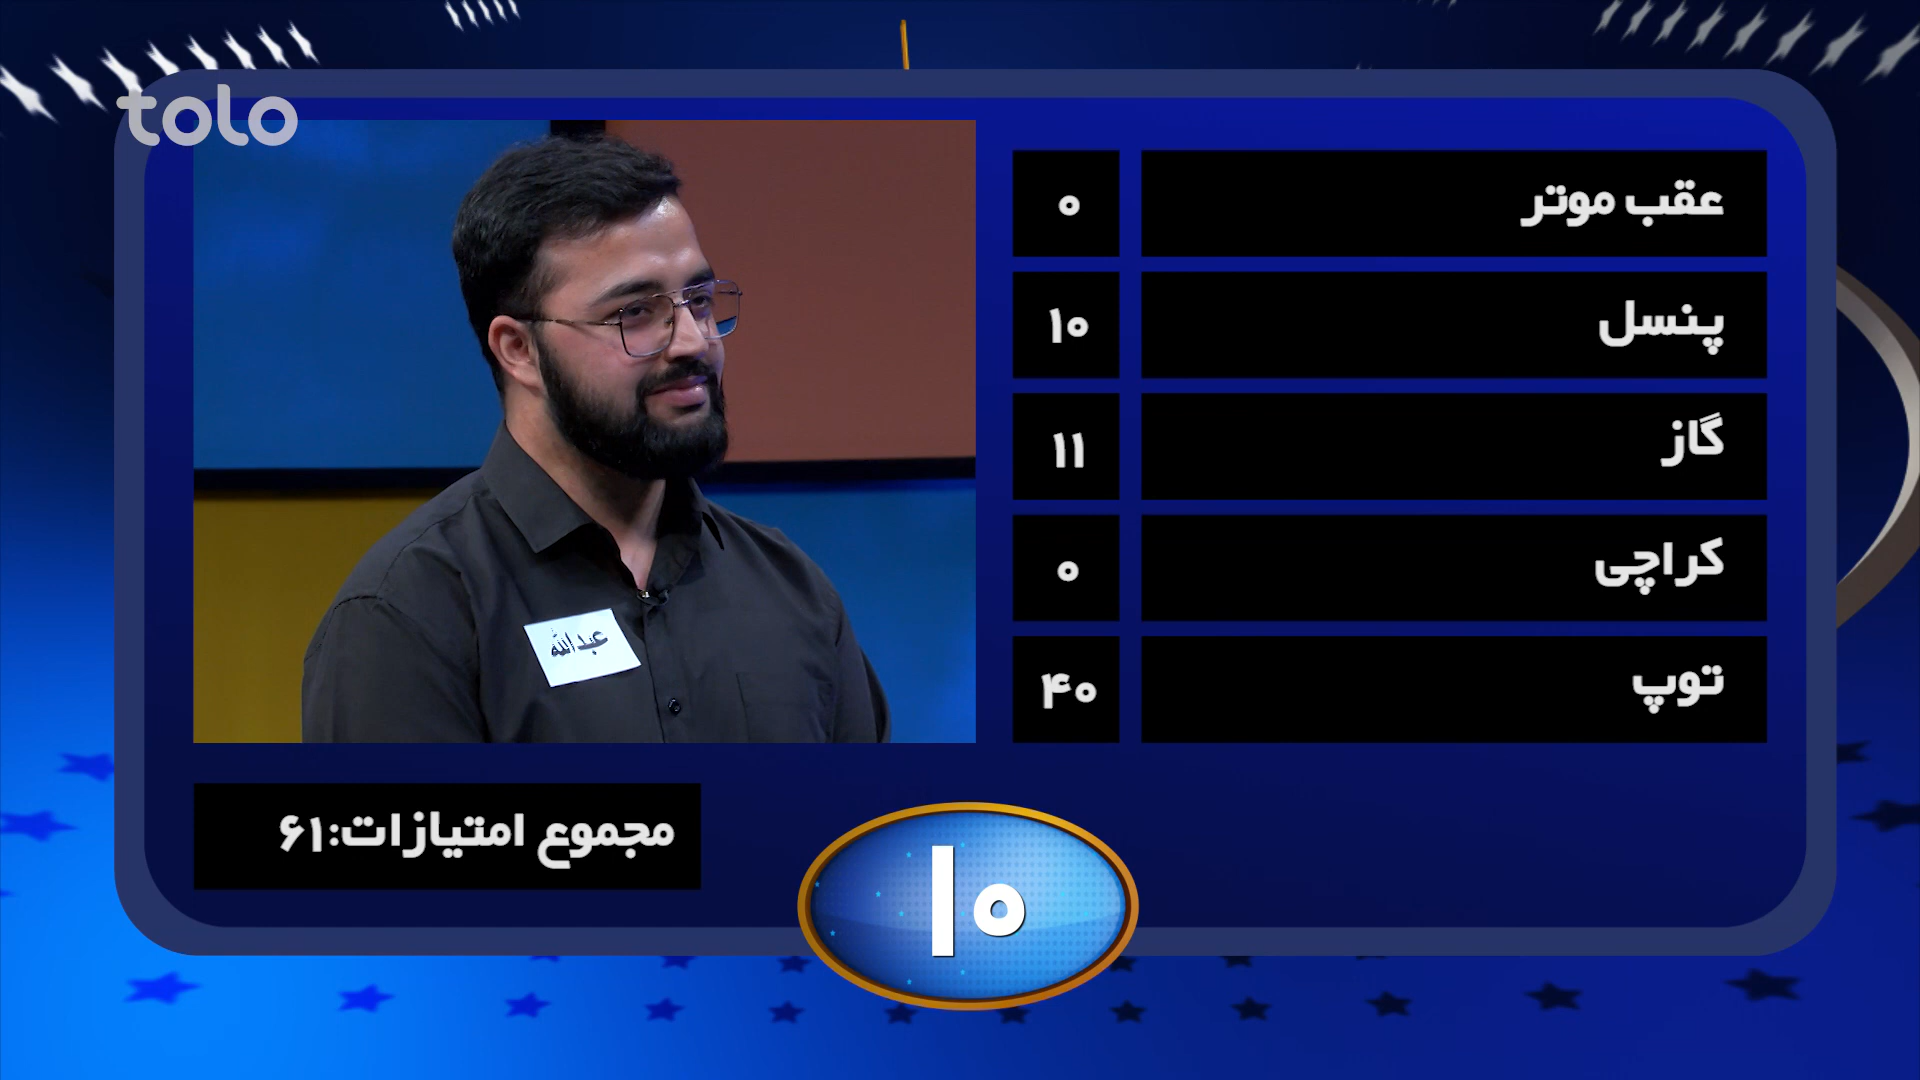 tolo
عقب موتر
۰
پنسل
۱۰
گاز
۱۱
کراچی
۰
توپ
۴۰
عبدالله
مجموع امتیازات:۶۱
۱۰